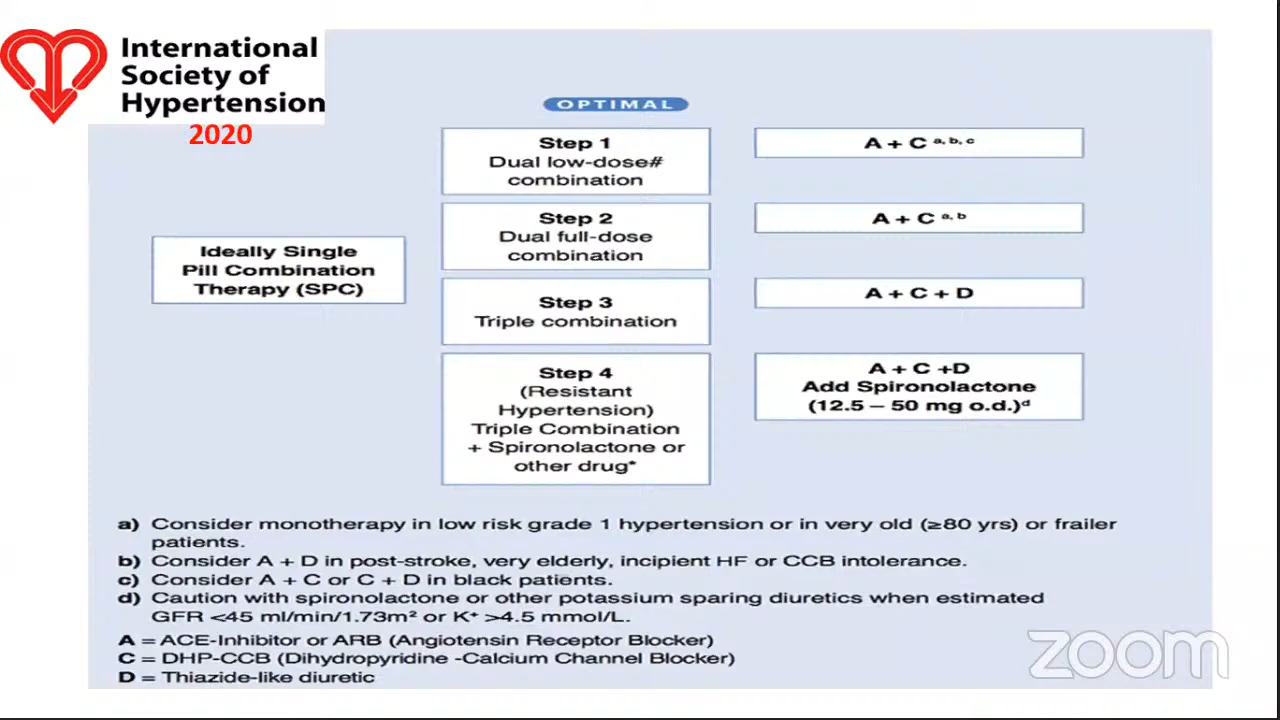 International
Society of
Hypertension
2020
OPTIMAL
Ideally Single
Pill Combination
Therapy (SPC)
Step 1
Dual low-dose#
combination
A + C a, b, c
Step 2
Dual full-dose
combination
A + C a, b
Step 3
Triple combination
A + C + D
Step 4
(Resistant
Hypertension)
Triple Combination
+ Spironolactone or
other drug*
A + C +D
Add Spironolactone
(12.5 – 50 mg o.d.)d
a) Consider monotherapy in low risk grade 1 hypertension or in very old (≥80 yrs) or frailer
patients.
b) Consider A + D in post-stroke, very elderly, incipient HF or CCB intolerance.
c) Consider A + C or C + D in black patients.
d) Caution with spironolactone or other potassium sparing diuretics when estimated
GFR <45 ml/min/1.73m² or K⁺ >4.5 mmol/L.
A = ACE-Inhibitor or ARB (Angiotensin Receptor Blocker)
C = DHP-CCB (Dihydropyridine -Calcium Channel Blocker)
D = Thiazide-like diuretic
zoom